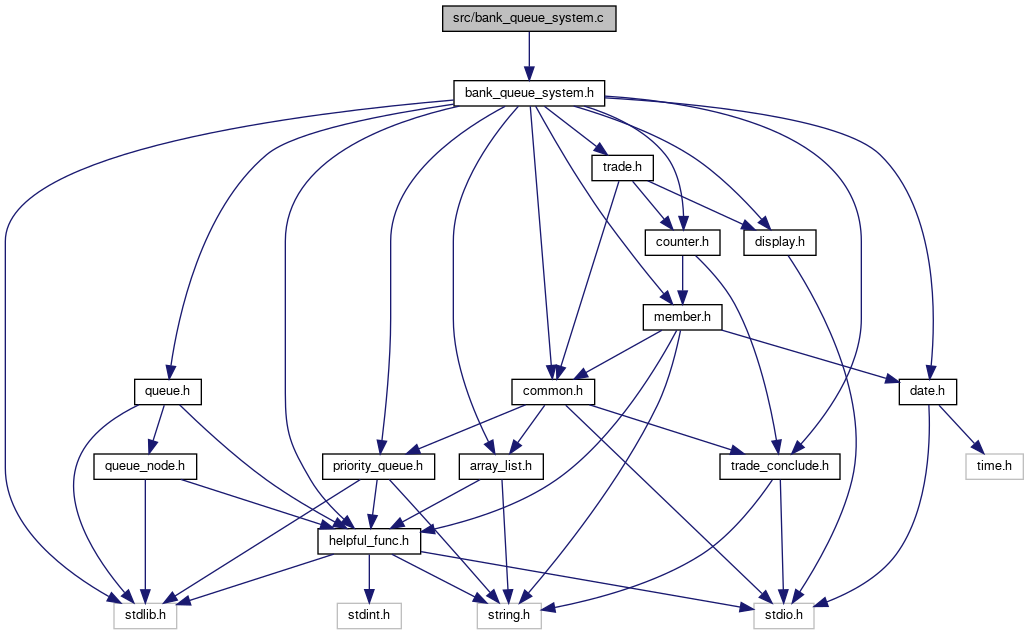 src/bank_queue_system.c
bank_queue_system.h
trade.h
counter.h
display.h
member.h
queue.h
common.h
date.h
queue_node.h
priority_queue.h
array_list.h
trade_conclude.h
time.h
helpful_func.h
stdlib.h
stdint.h
string.h
stdio.h